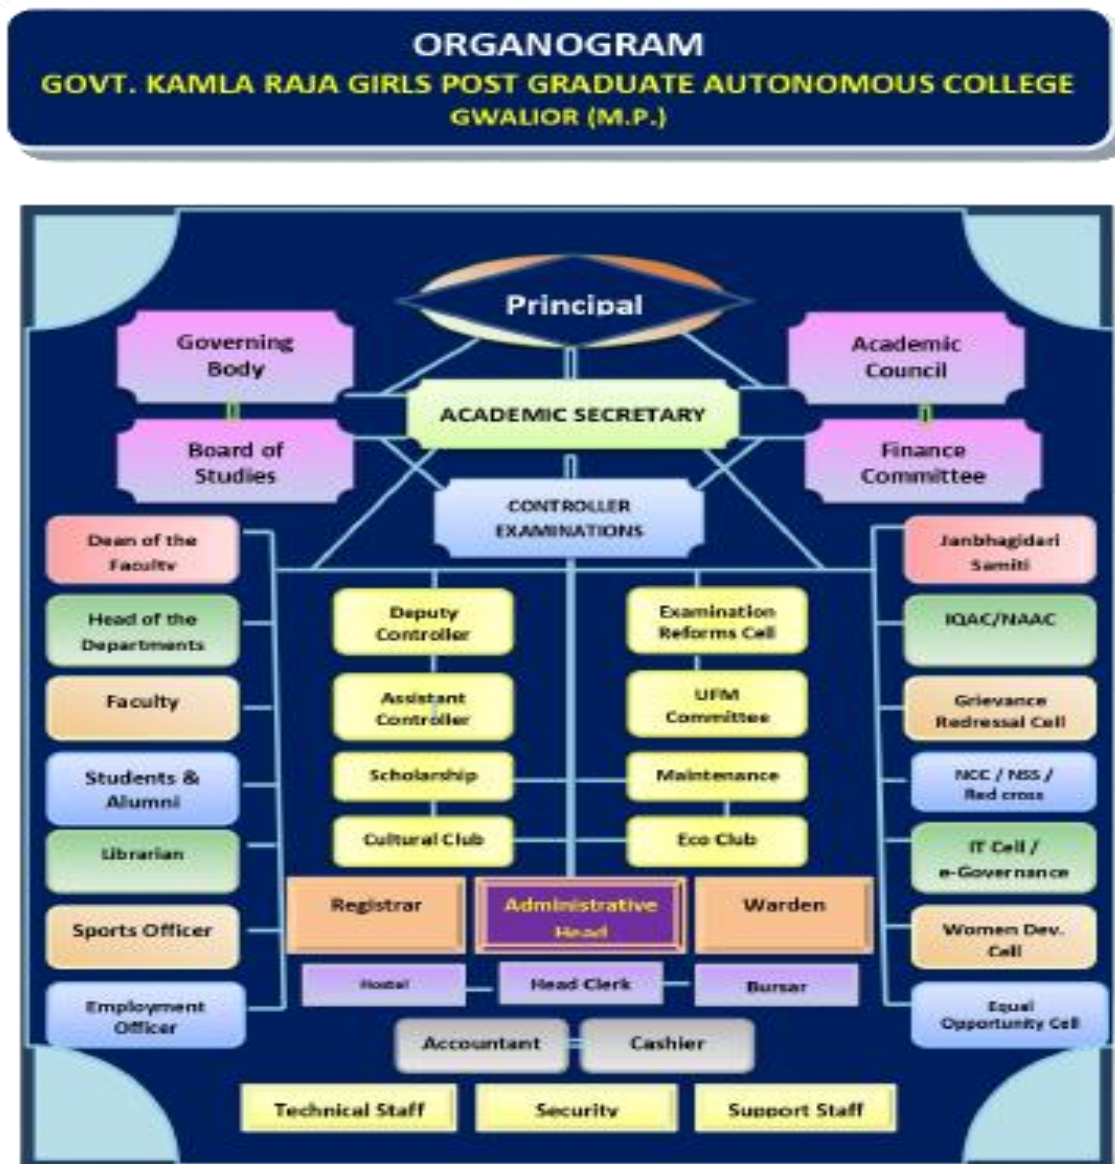 ORGANOGRAM
GOVT. KAMLA RAJA GIRLS POST GRADUATE AUTONOMOUS COLLEGE
GWALIOR (M.P.)
Principal
Governing
Body
Academic
Council
ACADEMIC SECRETARY
Board of
Studies
Finance
Committee
CONTROLLER
EXAMINATIONS
Dean of the
Faculty
Head of the
Departments
Faculty
Students &
Alumni
Librarian
Sports Officer
Employment
Officer
Deputy
Controller
Assistant
Controller
Scholarship
Cultural Club
Examination
Reforms Cell
UFM
Committee
Maintenance
Eco Club
Janbhagidari
Samiti
IQAC/NAAC
Grievance
Redressal Cell
NCC / NSS /
Red cross
IT Cell /
e-Governance
Women Dev.
Cell
Equal
Opportunity Cell
Registrar
Administrative
Head
Warden
Hostel
Head Clerk
Bursar
Accountant
Cashier
Technical Staff
Security
Support Staff